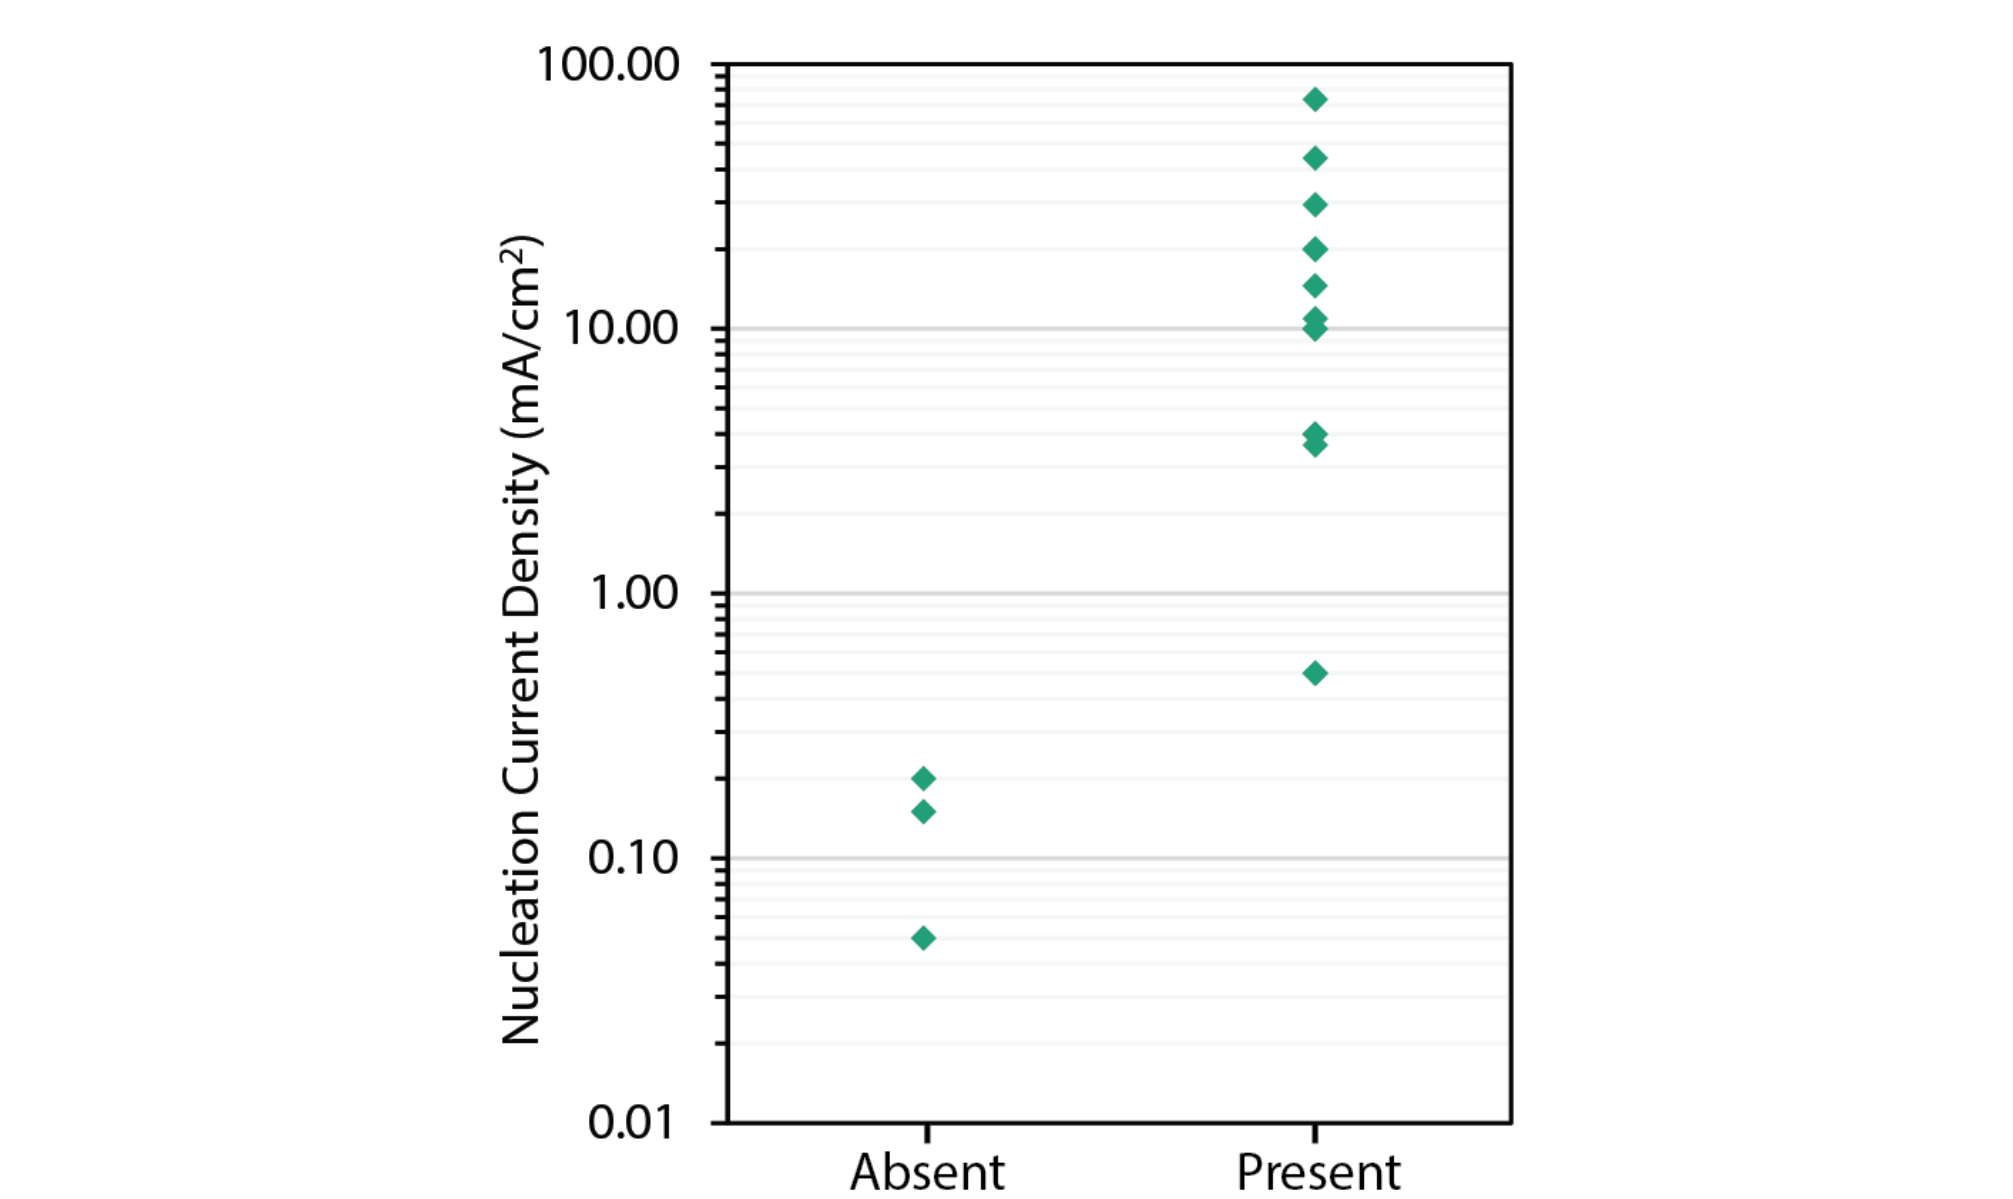 100.00
10.00
1.00
0.10
0.01
Nucleation Current Density (mA/cm²)
Absent
Present